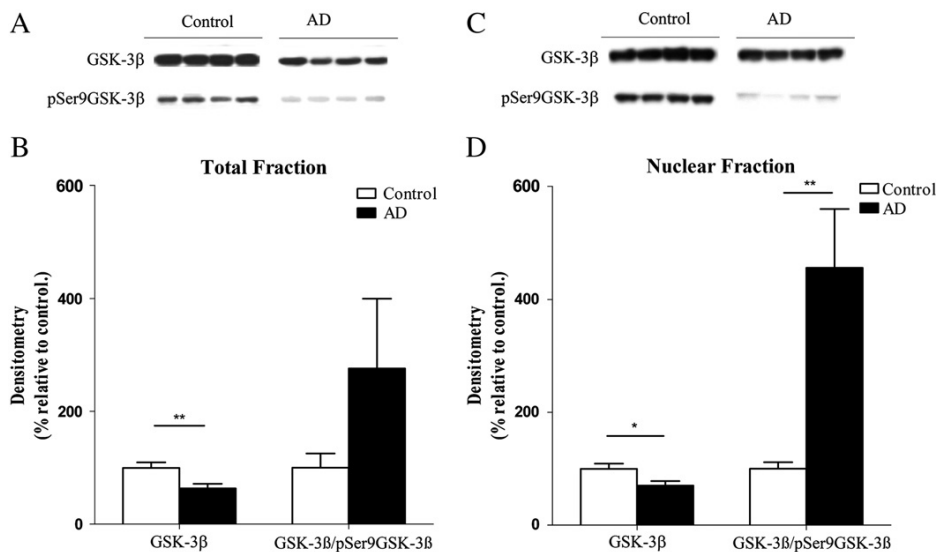 A
Control AD
GSK-3β
pSer9GSK-3β
B
Total Fraction
600
400
200
0
Densitometry
(% relative to control.)
Control
AD
**
GSK-3β
GSK-3ß/pSer9GSK-3ß
C
Control AD
GSK-3β
pSer9GSK-3β
D
Nuclear Fraction
600
400
200
0
Densitometry
(% relative to control.)
Control
AD
*
**
GSK-3β
GSK-3ß/pSer9GSK-3ß